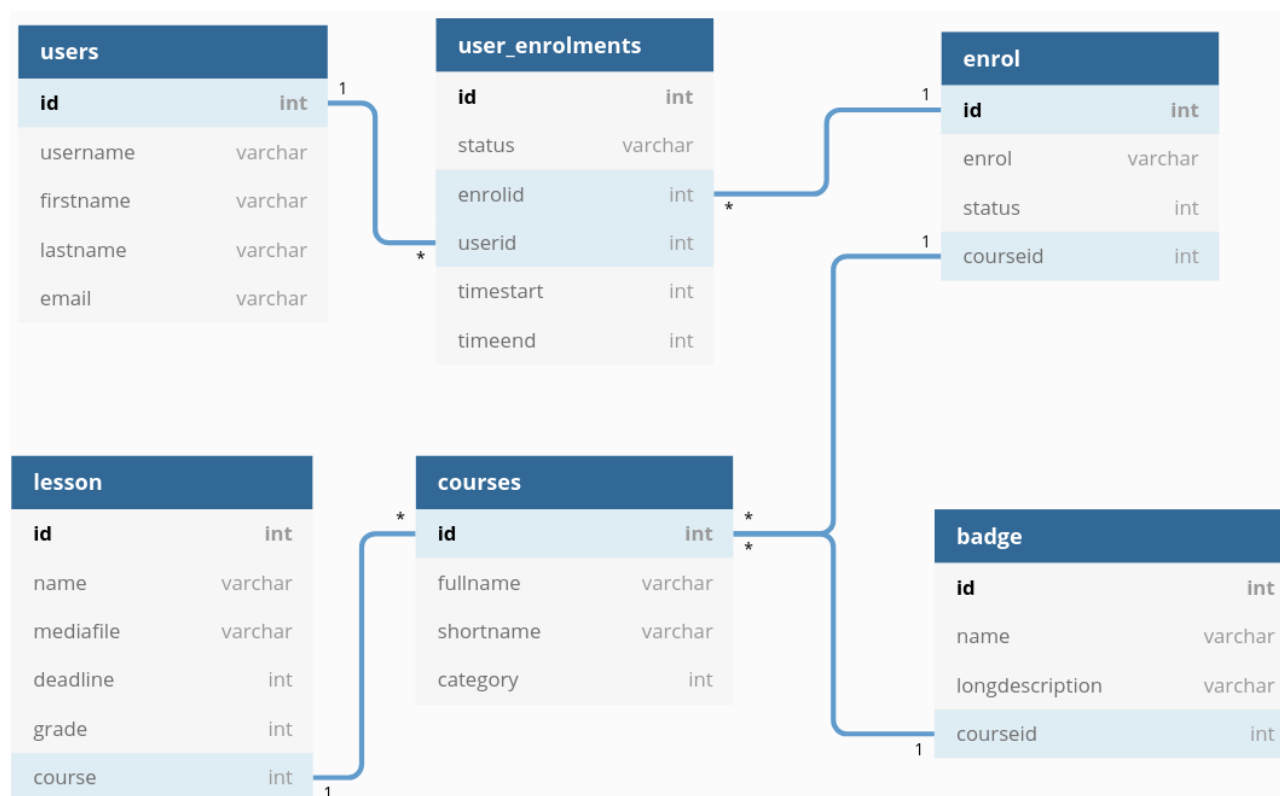 users
id int
username varchar
firstname varchar
lastname varchar
email varchar
1
*
user_enrolments
id int
status varchar
enrolid int
userid int
timestart int
timeend int
*
1
enrol
id int
enrol varchar
status int
courseid int
1
lesson
id int
name varchar
mediafile varchar
deadline int
grade int
course int
1
*
courses
id int
fullname varchar
shortname varchar
category int
*
*
badge
id int
name varchar
longdescription varchar
courseid int
1